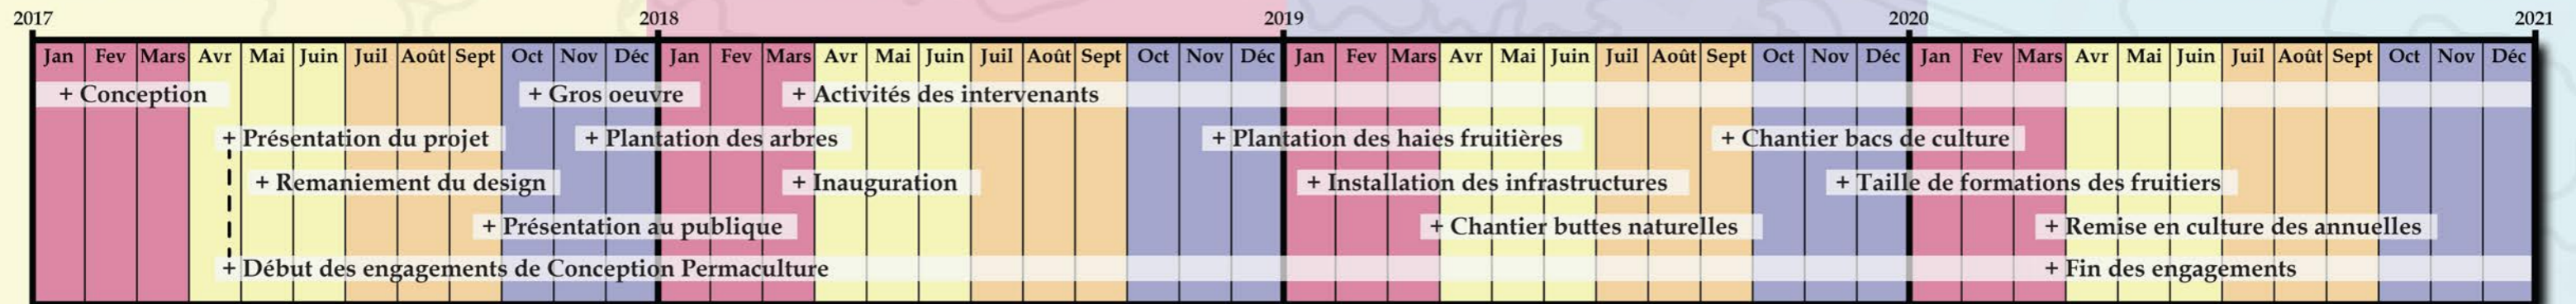 2017 2018 2019 2020 2021
Jan Fev Mars Avr Mai Juin Juil Août Sept Oct Nov Déc Jan Fev Mars Avr Mai Juin Juil Août Sept Oct Nov Déc Jan Fev Mars Avr Mai Juin Juil Août Sept Oct Nov Déc Jan Fev Mars Avr Mai Juin Juil Août Sept Oct Nov Déc
+ Conception + Gros oeuvre + Activités des intervenants
+ Présentation du projet + Plantation des arbres + Plantation des haies fruitières + Chantier bacs de culture
+ Remaniement du design + Inauguration + Installation des infrastructures + Taille de formations des fruitiers
+ Présentation au publique + Chantier buttes naturelles + Remise en culture des annuelles
+ Début des engagements de Conception Permaculture + Fin des engagements